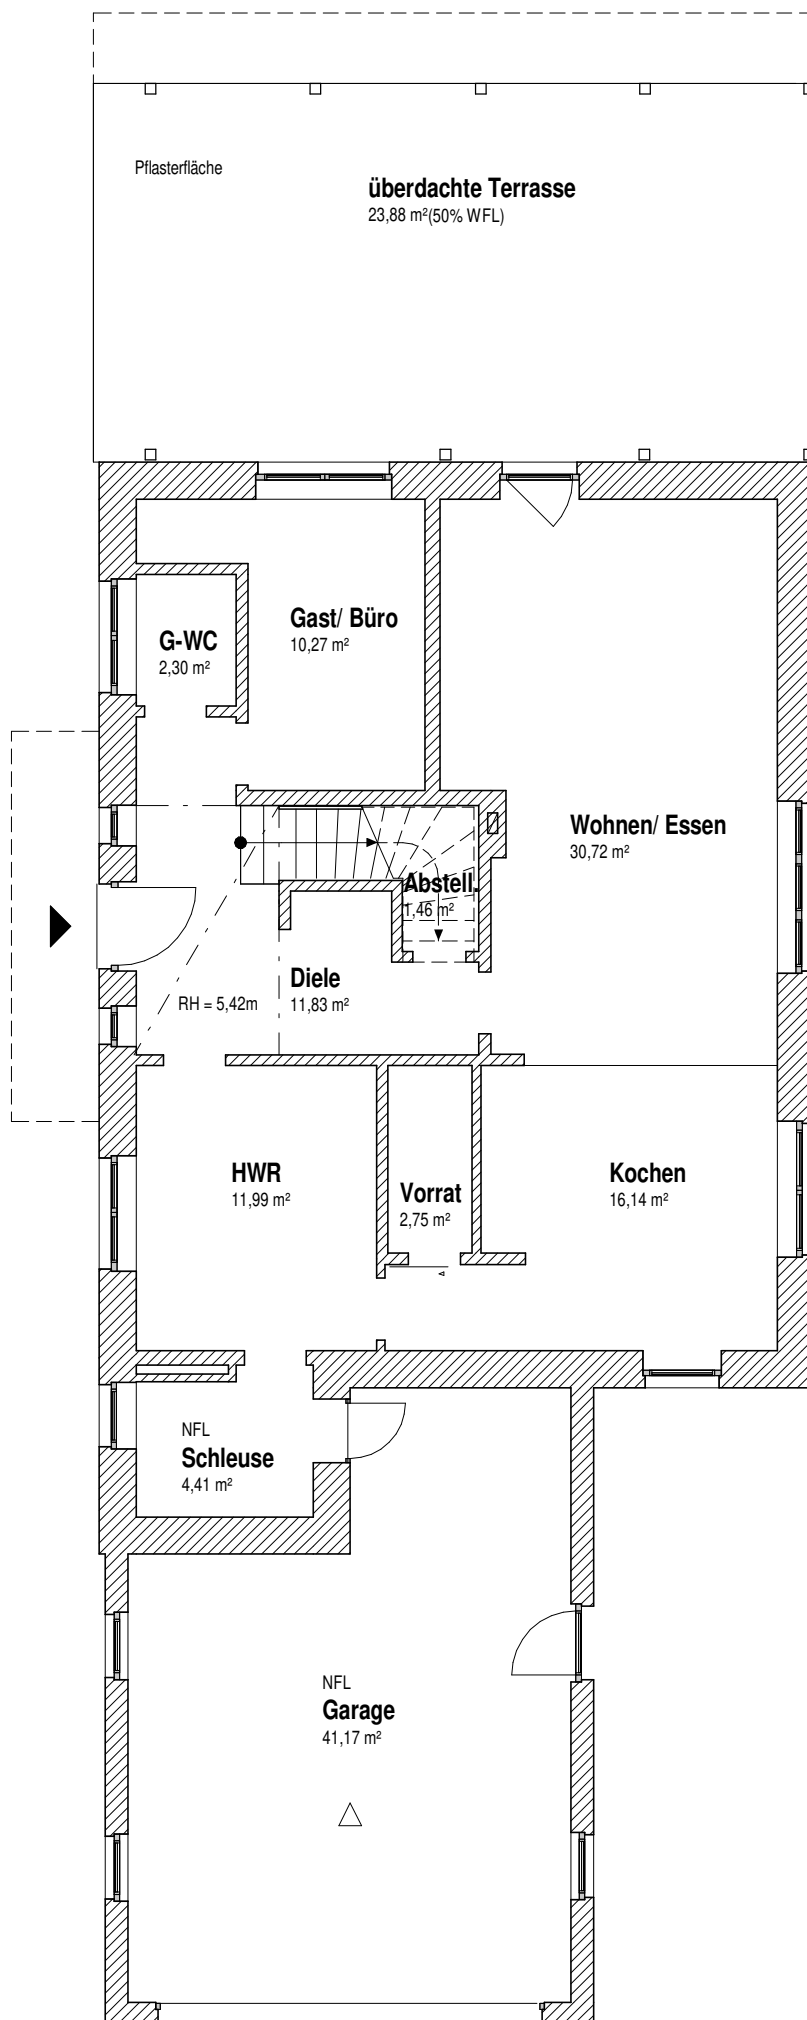 Pflasterfläche
überdachte Terrasse
23,88 m²(50% WFL)
Gast/ Büro
10,27 m²
G-WC
2,30 m²
Wohnen/ Essen
30,72 m²
Abstell.
1,46 m²
Diele
11,83 m²
RH = 5,42m
HWR
11,99 m²
Vorrat
2,75 m²
Kochen
16,14 m²
NFL
Schleuse
4,41 m²
NFL
Garage
41,17 m²